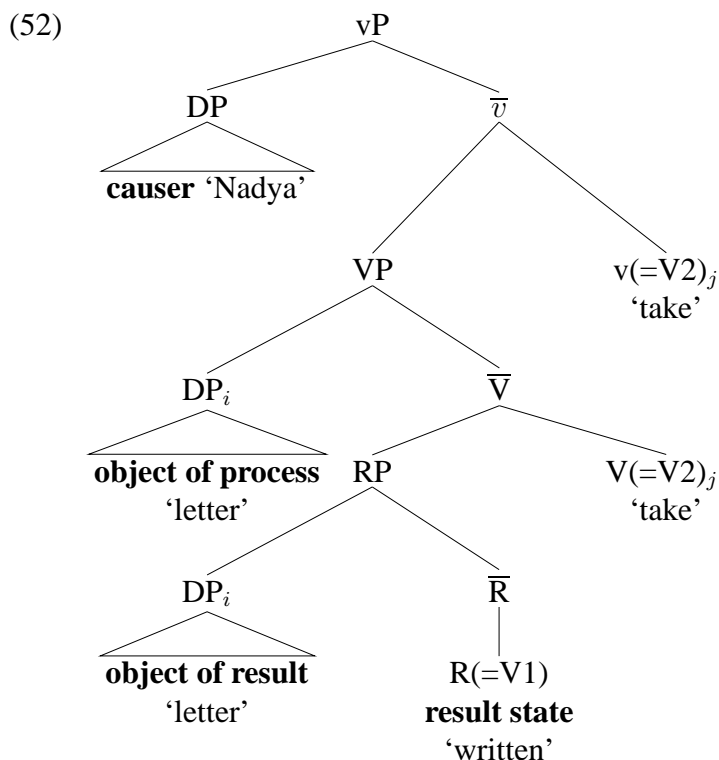 (52)
vP
DP v̅
causer ‘Nadya’
VP v(=V2)j
‘take’
DPi V̅
object of process RP V(=V2)j
‘letter’ ‘take’
DPi R̅
object of result R(=V1)
‘letter’ result state
‘written’